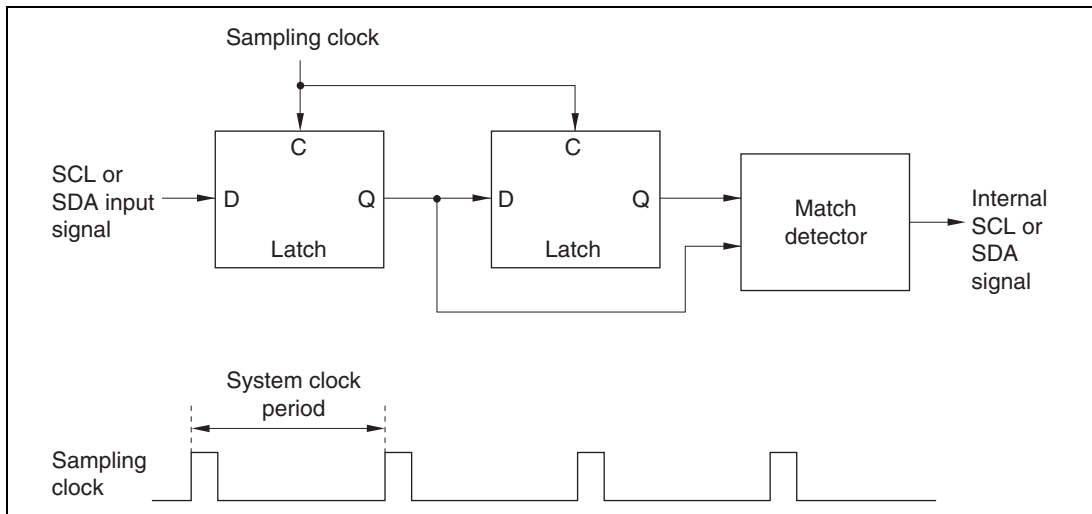 Sampling clock
C
C
SCL or
SDA input
signal
D
Q
Latch
D
Q
Latch
Match
detector
Internal
SCL or
SDA
signal
System clock
period
Sampling
clock